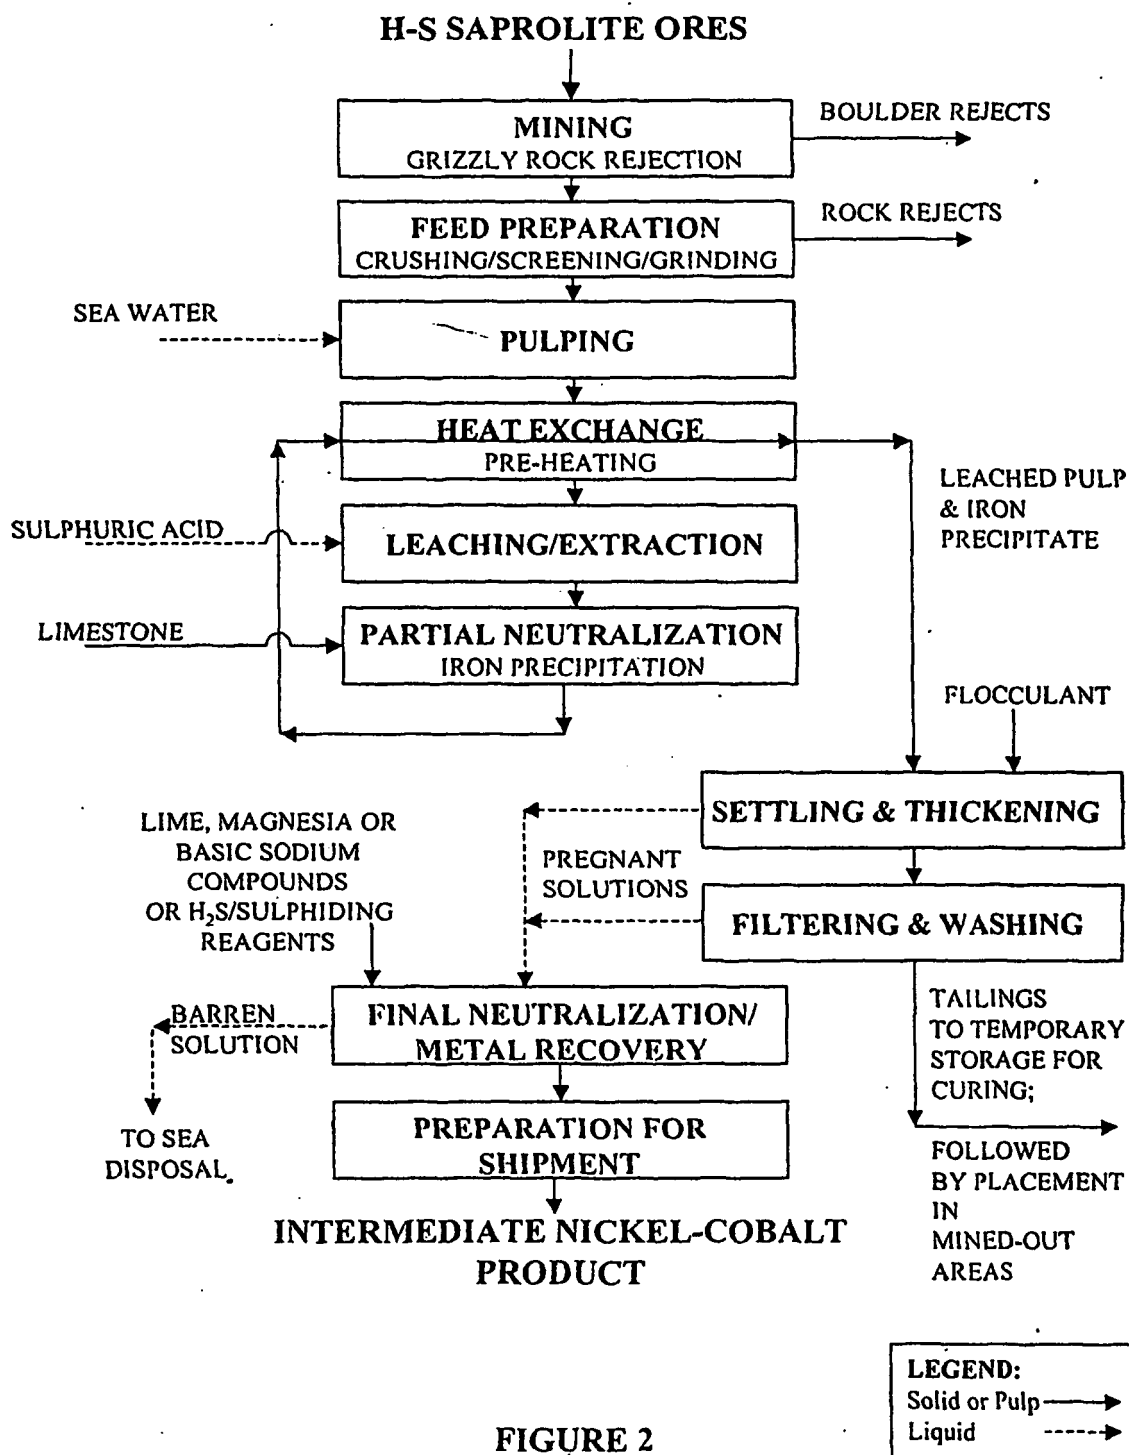 H-S SAPROLITE ORES
MINING
GRIZZLY ROCK REJECTION
BOULDER REJECTS
FEED PREPARATION
CRUSHING/SCREENING/GRINDING
ROCK REJECTS
SEA WATER
PULPING
HEAT EXCHANGE
PRE-HEATING
LEACHED PULP
& IRON
PRECIPITATE
SULPHURIC ACID
LEACHING/EXTRACTION
LIMESTONE
PARTIAL NEUTRALIZATION
IRON PRECIPITATION
FLOCCULANT
SETTLING & THICKENING
LIME, MAGNESIA OR
BASIC SODIUM
COMPOUNDS
OR H₂S/SULPHIDING
REAGENTS
PREGNANT
SOLUTIONS
FILTERING & WASHING
BARREN
SOLUTION
FINAL NEUTRALIZATION/
METAL RECOVERY
TAILINGS
TO TEMPORARY
STORAGE FOR
CURING;
TO SEA
DISPOSAL
PREPARATION FOR
SHIPMENT
FOLLOWED
BY PLACEMENT
IN
MINED-OUT
AREAS
INTERMEDIATE NICKEL-COBALT
PRODUCT
LEGEND:
Solid or Pulp
Liquid
FIGURE 2